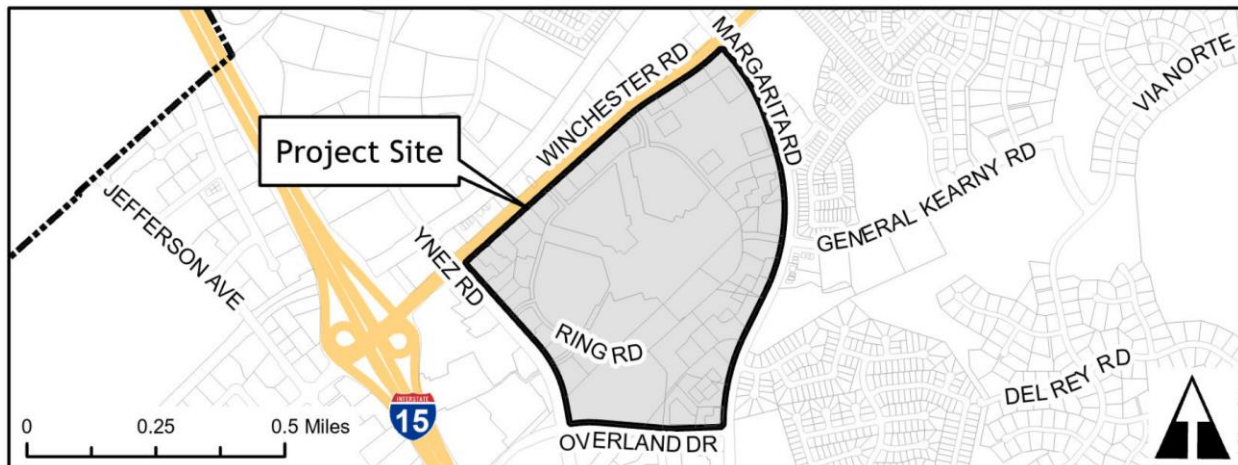 MARGARITA RD
WINCHESTER RD
VIA NORTE
Project Site
JEFFERSON AVE
GENERAL KEARNY RD
YNEZ RD
RING RD
DEL REY RD
INTERSTATE
15
0 0.25 0.5 Miles
OVERLAND DR